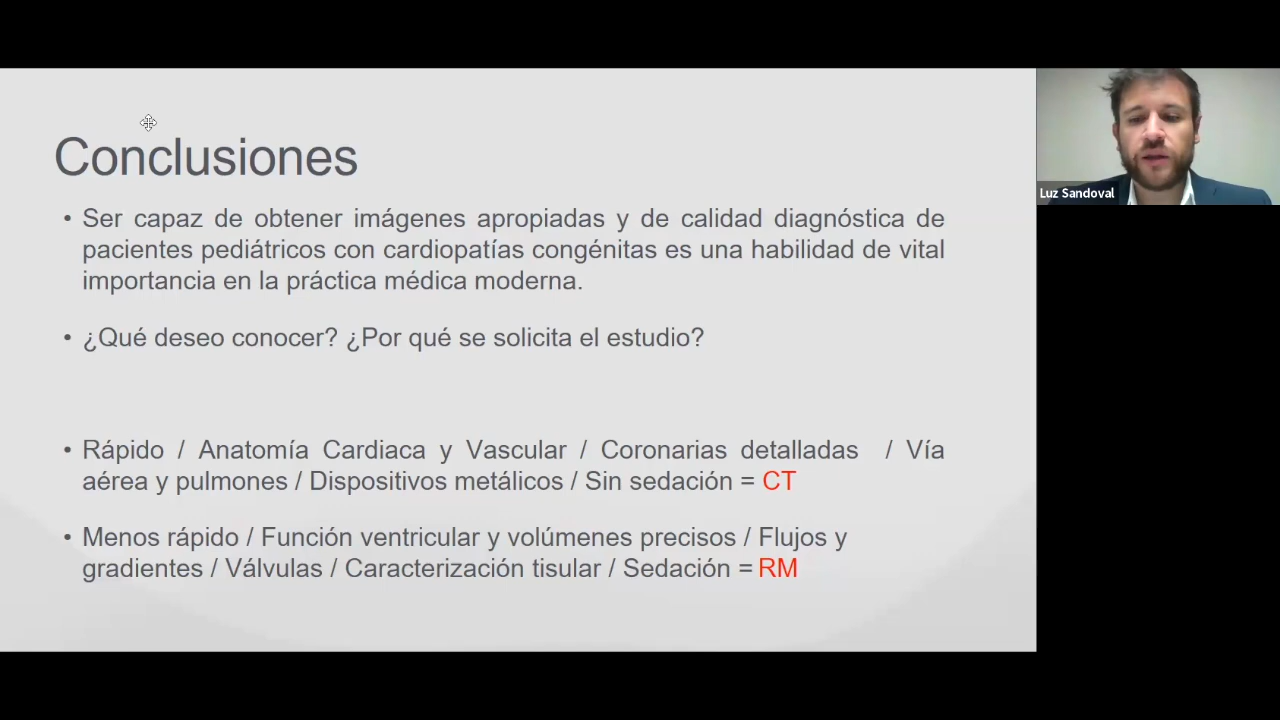 Conclusiones
• Ser capaz de obtener imágenes apropiadas y de calidad diagnóstica de
pacientes pediátricos con cardiopatías congénitas es una habilidad de vital
importancia en la práctica médica moderna.
• ¿Qué deseo conocer? ¿Por qué se solicita el estudio?
• Rápido / Anatomía Cardiaca y Vascular / Coronarias detalladas / Vía
aérea y pulmones / Dispositivos metálicos / Sin sedación = CT
• Menos rápido / Función ventricular y volúmenes precisos / Flujos y
gradientes / Válvulas / Caracterización tisular / Sedación = RM
Luz Sandoval